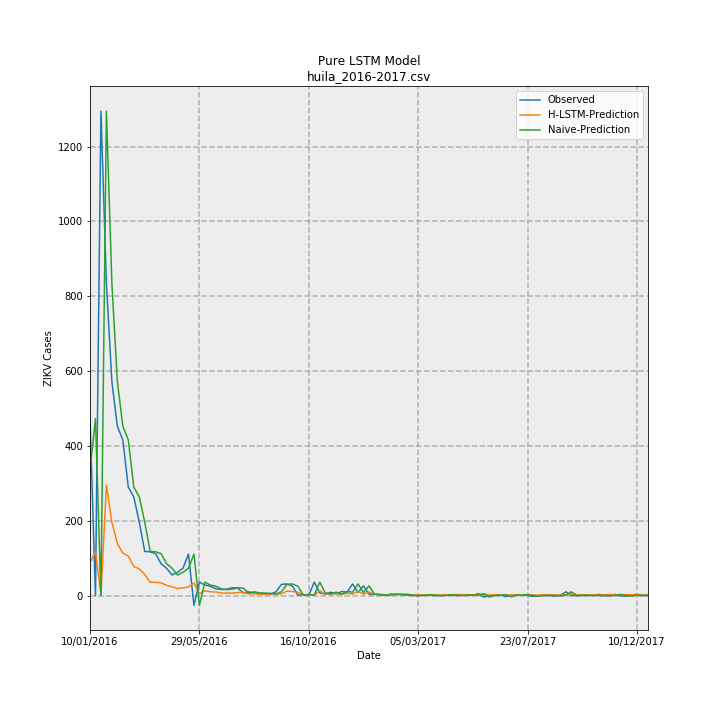 Pure LSTM Model
huila_2016-2017.csv
Observed
H-LSTM-Prediction
Naive-Prediction
1200
1000
800
600
400
200
0
ZIKV Cases
10/01/2016
29/05/2016
16/10/2016
05/03/2017
23/07/2017
10/12/2017
Date